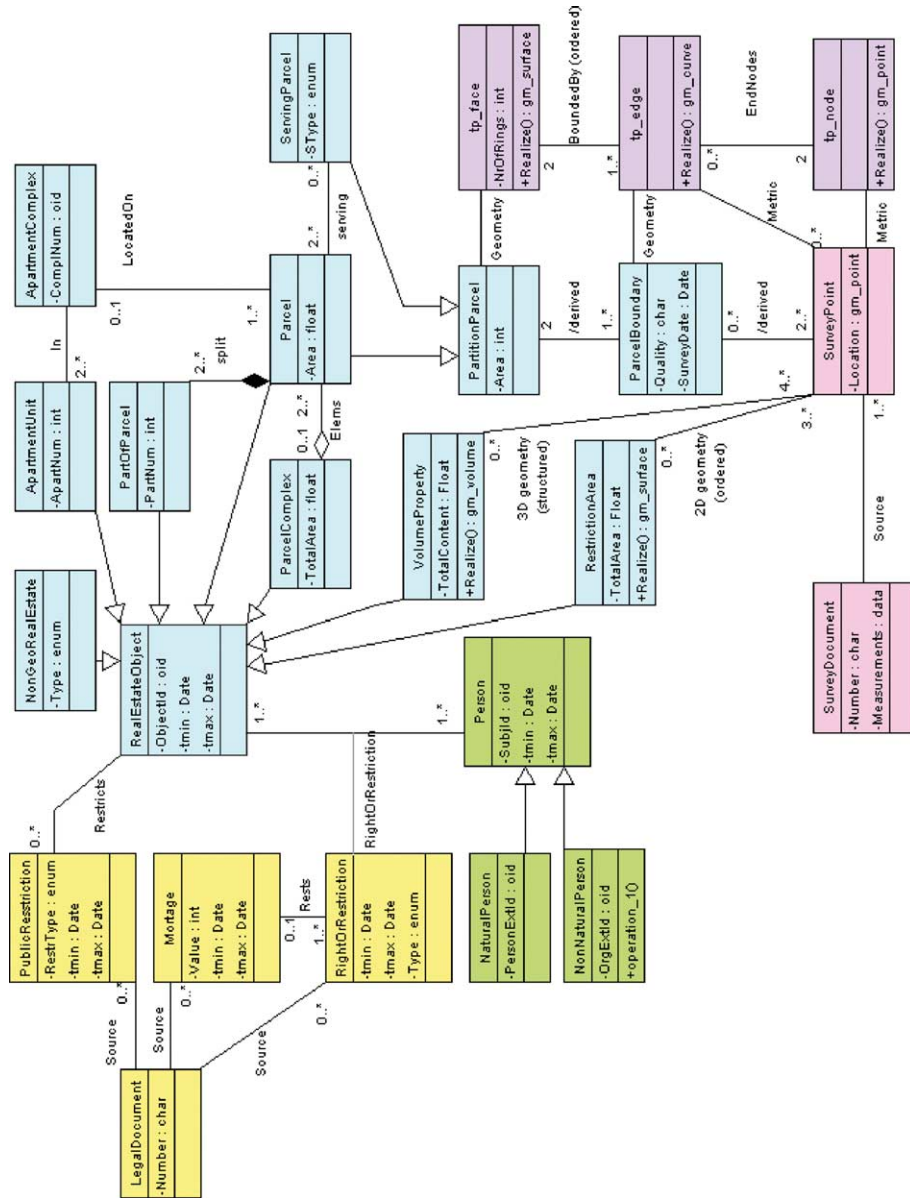 LegalDocument
-Number : char
Source
Source
Source
0..*
0..*
0..*
PublicResstriction
-RestrType : enum
-tmin : Date
-tmax : Date
0..*
Restricts
Mortage
-Value : int
-tmin : Date
-tmax : Date
0..1
Rests
1..*
RightOrRestriction
-tmin : Date
-tmax : Date
-Type : enum
RightOrRestriction
NonGeoRealEstate
-Type : enum
RealEstateObject
-ObjectId : oid
-tmin : Date
-tmax : Date
1..*
1..*
Person
-SubjId : oid
-tmin : Date
-tmax : Date
NaturalPerson
-PersonExtId : oid
NonNaturalPerson
-OrgExtId : oid
+operation_1()
ApartmentUnit
-ApartNum : int
2..*
In
ApartmentComplex
-ComplNum : oid
0..1
LocatedOn
1..*
PartOfParcel
-PartNum : int
2..*
split
Parcel
-Area : float
2..*
serving
0..*
ServingParcel
-SType : enum
ParcelComplex
-TotalArea : float
0..1
2..*
Elems
VolumeProperty
-TotalContent : Float
+Realize() : gm_volume
0..*
3D geometry
(structured)
4..*
RestrictionArea
-TotalArea : Float
+Realize() : gm_surface
0..*
2D geometry
(ordered)
3..*
PartitionParcel
-Area : int
2
/derived
1..*
Geometry
ParcelBoundary
-Quality : char
-SurveyDate : Date
0..*
/derived
2..*
Geometry
tp_face
-NrOfRings : int
+Realize() : gm_surface
2
BoundedBy (ordered)
1..*
tp_edge
+Realize() : gm_curve
0..*
EndNodes
2
tp_node
+Realize() : gm_point
Metric
0..*
Metric
SurveyPoint
-Location : gm_point
1..*
Source
SurveyDocument
-Number : char
-Measurements : data